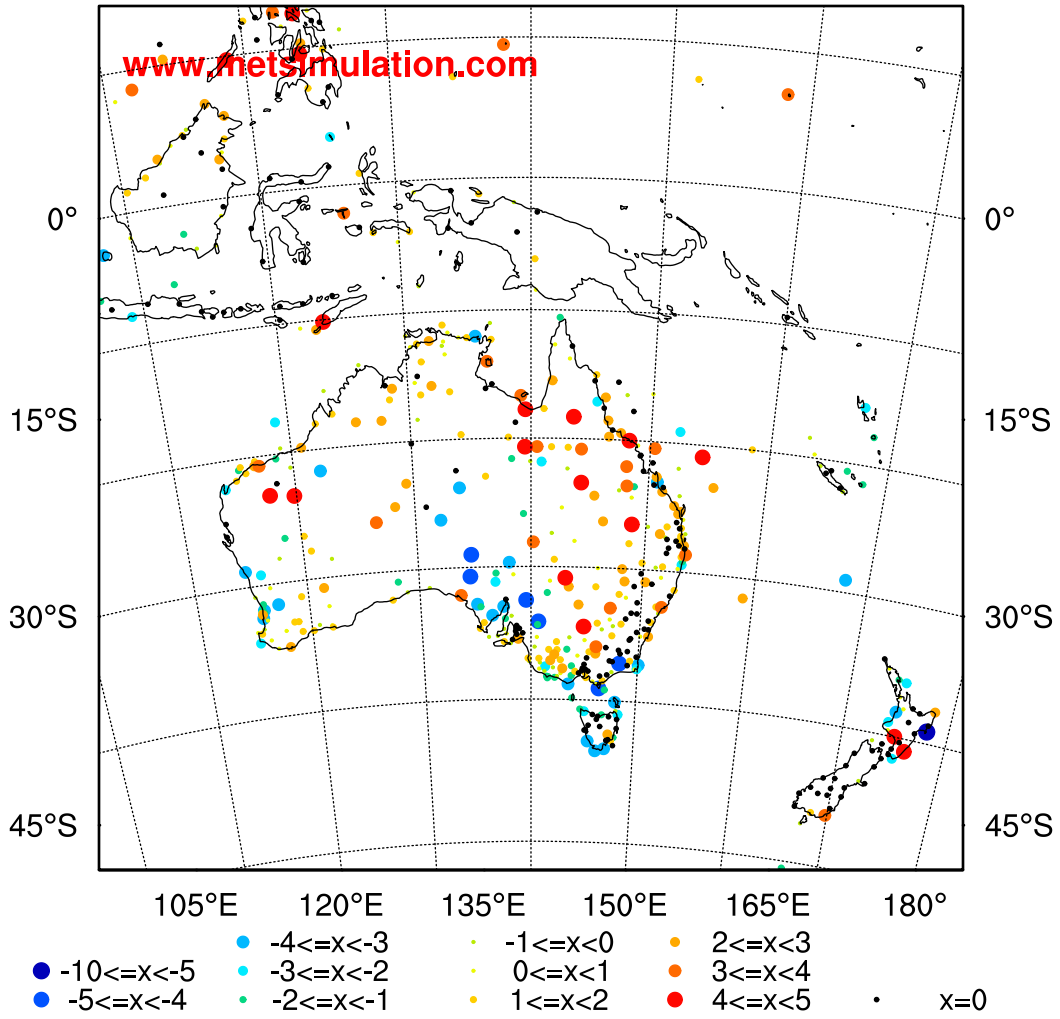 www.metsimulation.com
0° 0°
15°S 15°S
30°S 30°S
45°S 45°S
105°E 120°E 135°E 150°E 165°E 180°
-4<=x<-3 -1<=x<0 2<=x<3
-10<=x<-5 -3<=x<-2 0<=x<1 3<=x<4
-5<=x<-4 -2<=x<-1 1<=x<2 4<=x<5 x=0